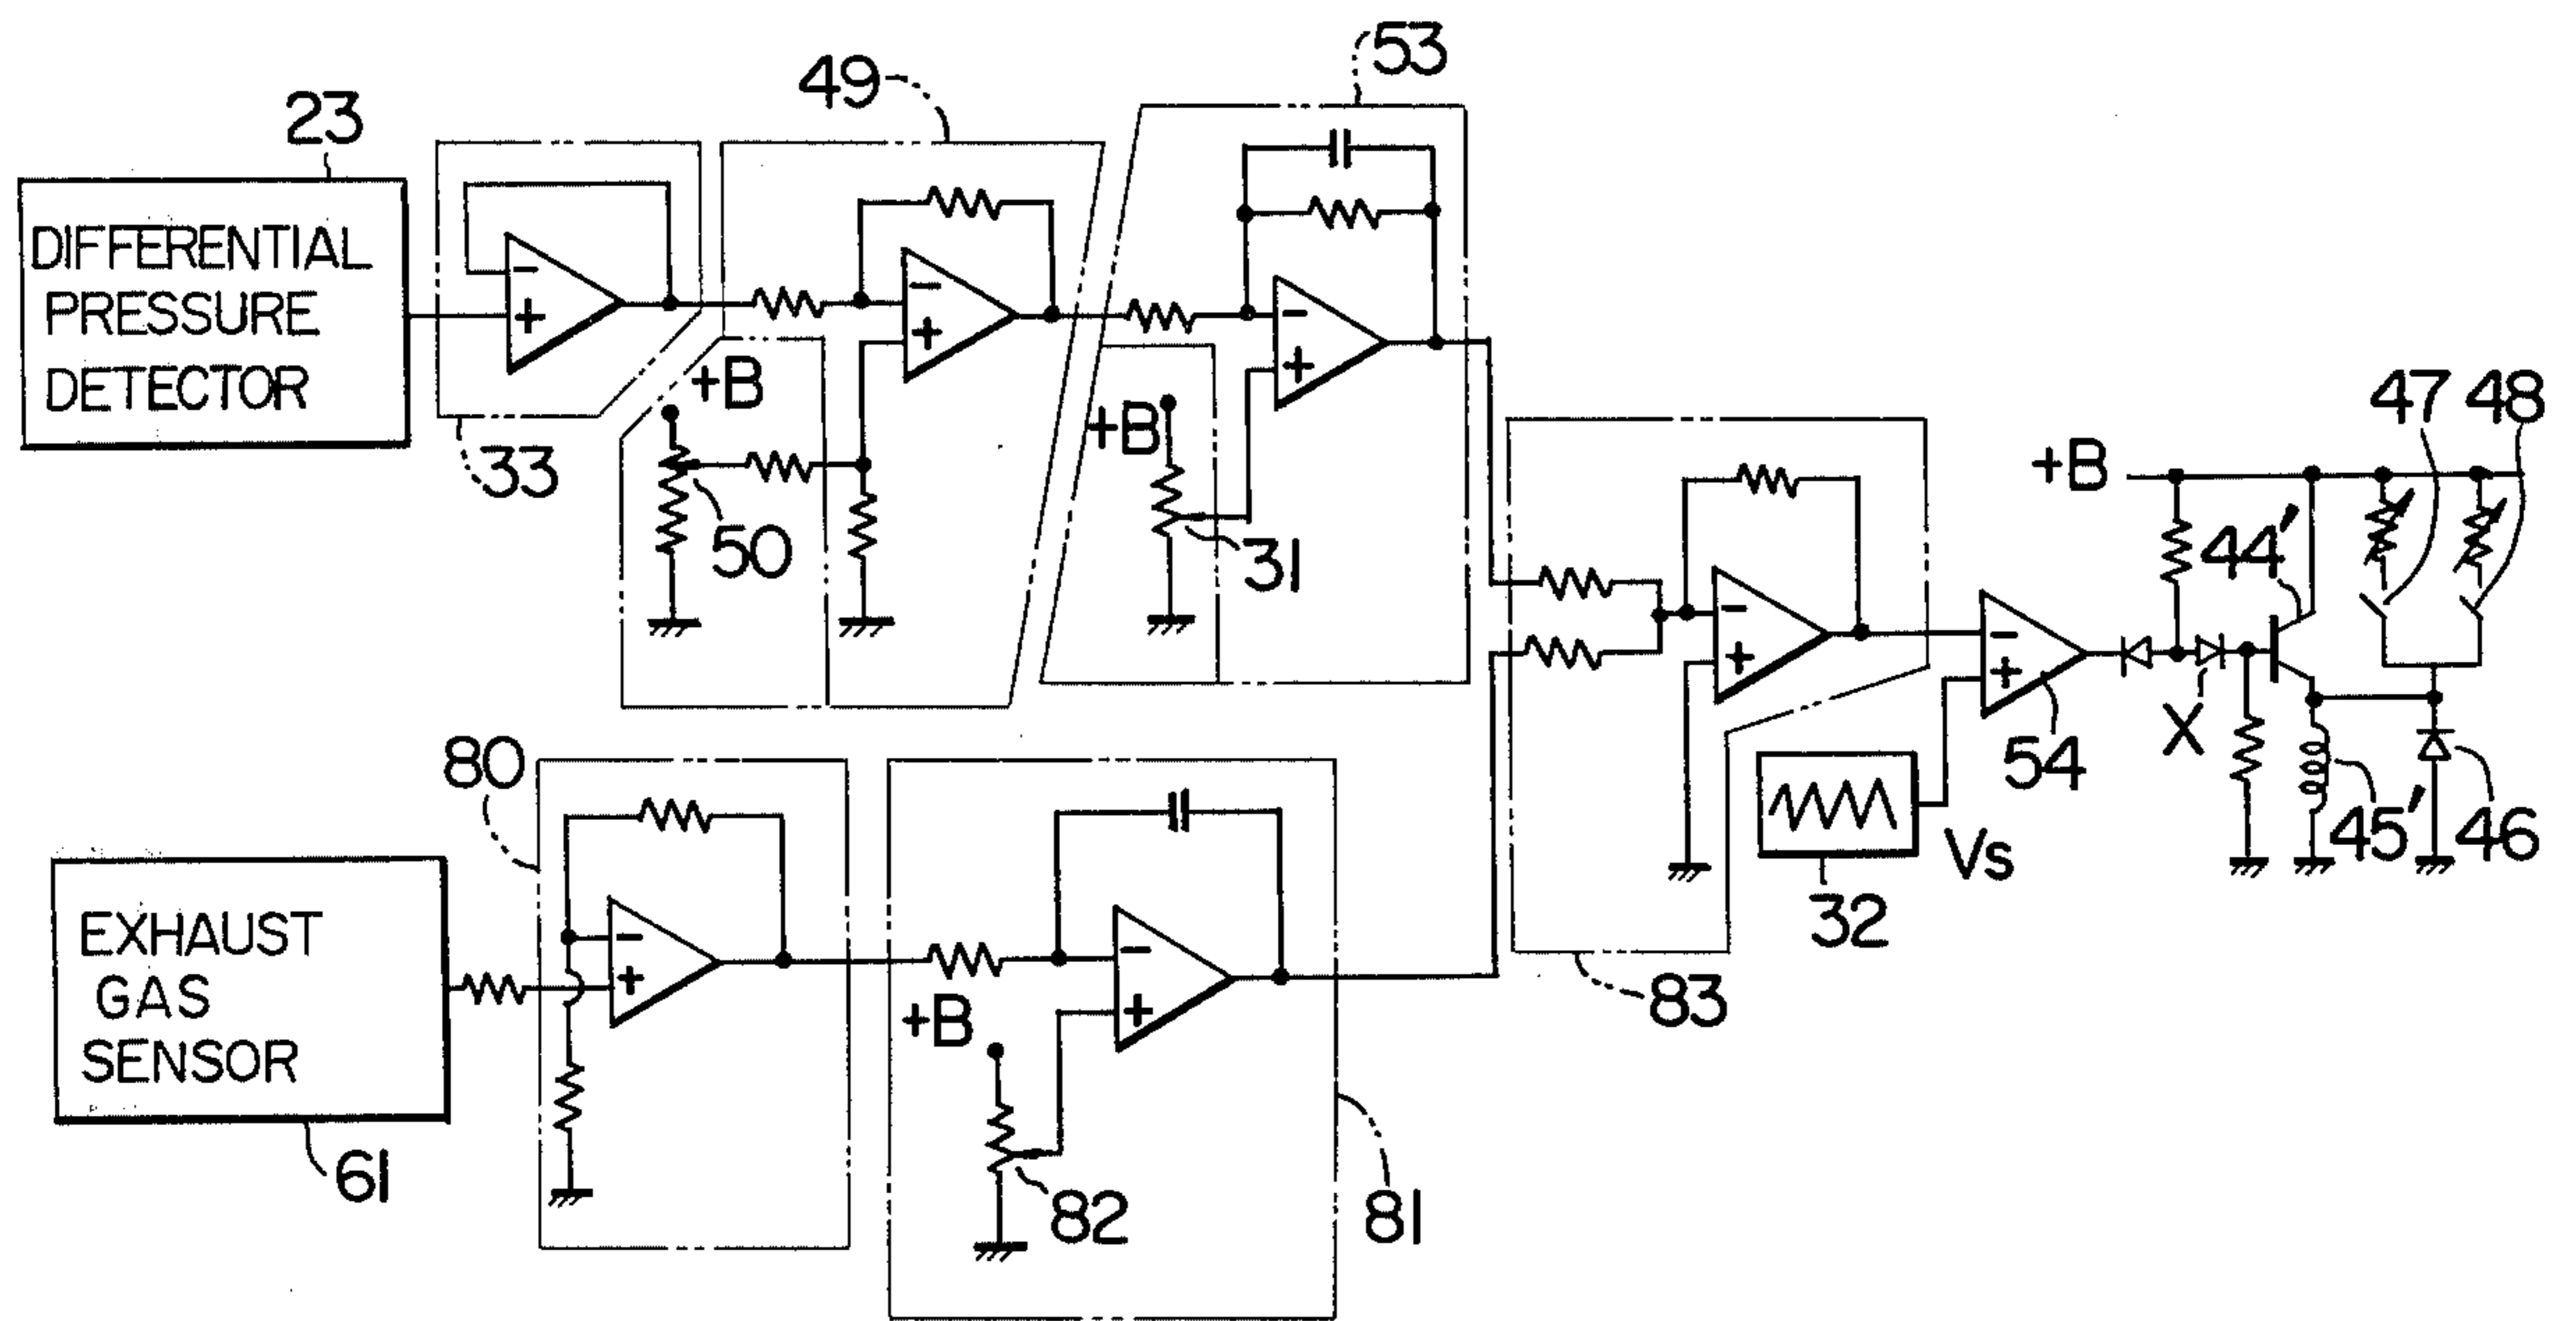 53
49
23
DIFFERENTIAL
PRESSURE
DETECTOR
-
+
-
+
-
+
+B
+B
33
50
31
47
48
+B
44'
-
+
-
+
54
X
45'
46
Vs
32
83
80
EXHAUST
GAS
SENSOR
-
+
-
+
+B
61
82
81